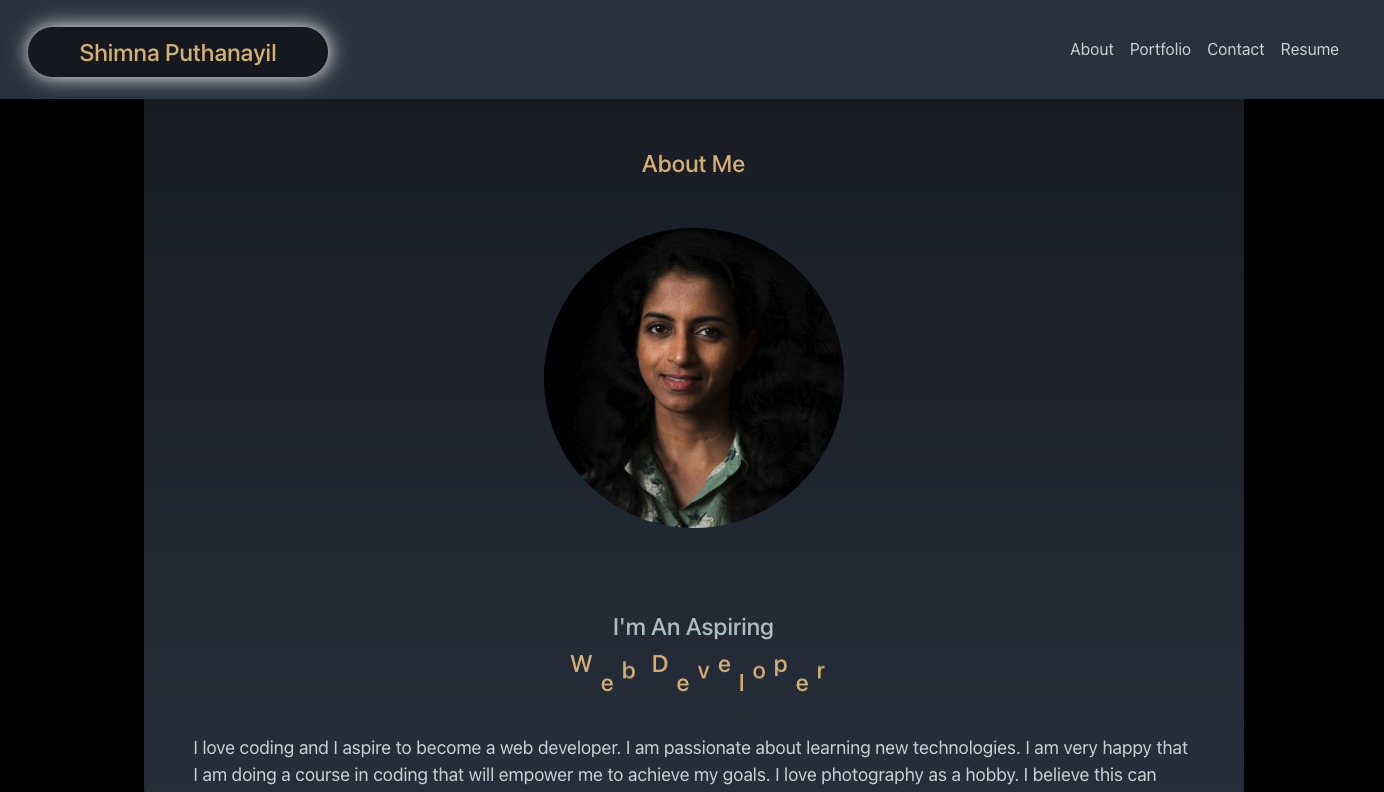 Shimna Puthanayil
About Portfolio Contact Resume
About Me
I'm An Aspiring
Web Developer
I love coding and I aspire to become a web developer. I am passionate about learning new technologies. I am very happy that
I am doing a course in coding that will empower me to achieve my goals. I love photography as a hobby. I believe this can